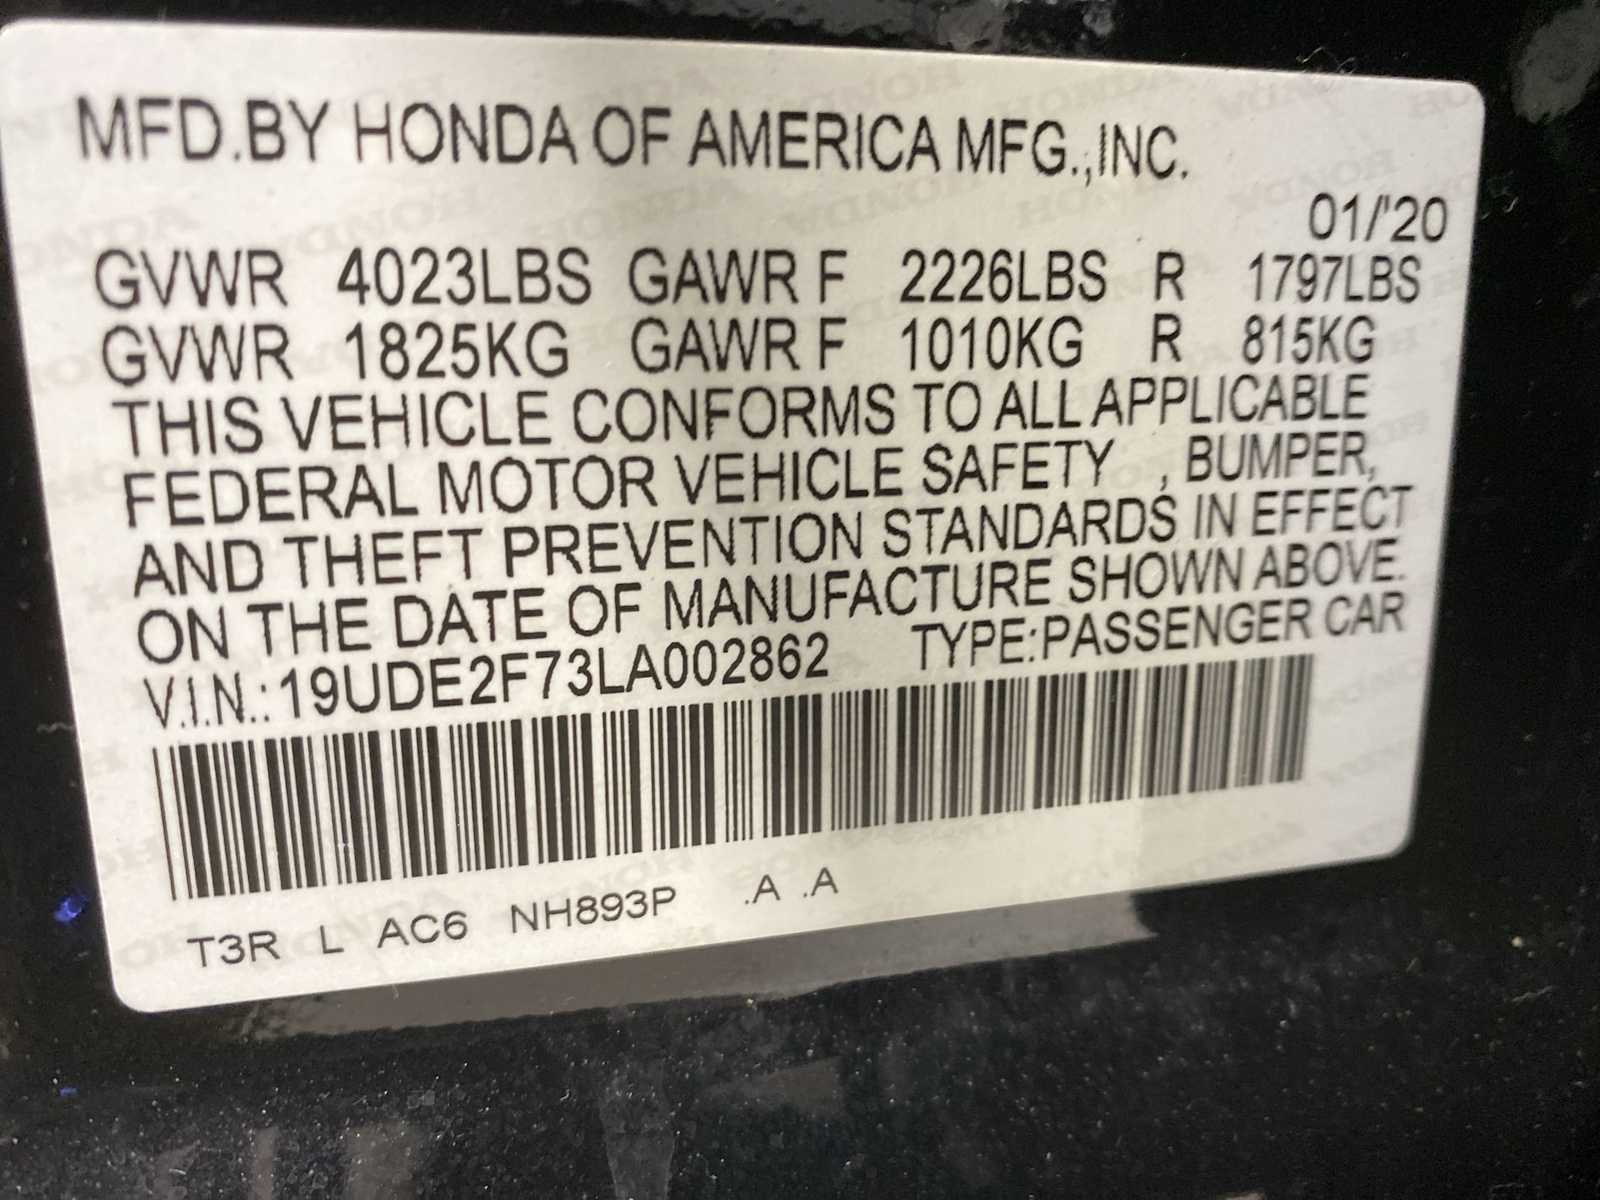 MFD.BY HONDA OF AMERICA MFG.,INC.
01/'20
GVWR 4023LBS GAWR F 2226LBS R 1797LBS
GVWR 1825KG GAWR F 1010KG R 815KG
THIS VEHICLE CONFORMS TO ALL APPLICABLE
FEDERAL MOTOR VEHICLE SAFETY , BUMPER,
AND THEFT PREVENTION STANDARDS IN EFFECT
ON THE DATE OF MANUFACTURE SHOWN ABOVE.
V.I.N.: 19UDE2F73LA002862 TYPE:PASSENGER CAR
T3R L AC6 NH893P .A .A